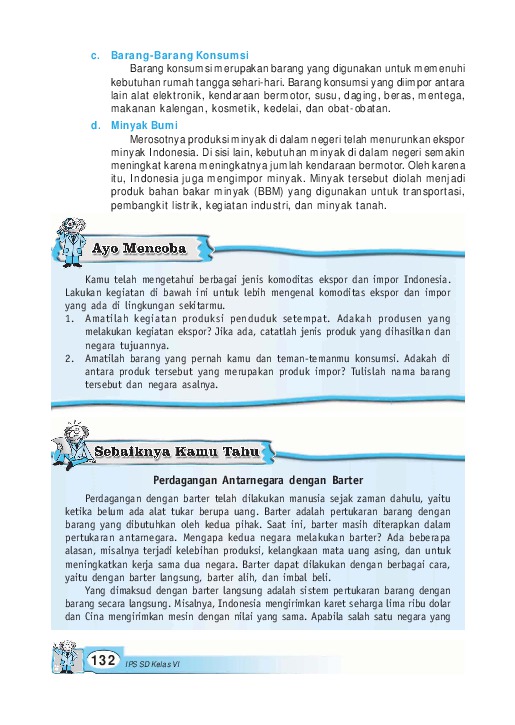 c. Barang-Barang Konsumsi
Barang konsumsi merupakan barang yang digunakan untuk memenuhi
kebutuhan rumah tangga sehari-hari. Barang konsumsi yang diimpor antara
lain alat elektronik, kendaraan bermotor, susu, daging, beras, mentega,
makanan kalengan, kosmetik, kedelai, dan obat-obatan.
d. Minyak Bumi
Merosotnya produksi minyak di dalam negeri telah menurunkan ekspor
minyak Indonesia. Di sisi lain, kebutuhan minyak di dalam negeri semakin
meningkat karena meningkatnya jumlah kendaraan bermotor. Oleh karena
itu, Indonesia juga mengimpor minyak. Minyak tersebut diolah menjadi
produk bahan bakar minyak (BBM) yang digunakan untuk transportasi,
pembangkit listrik, kegiatan industri, dan minyak tanah.
Ayo Mencoba
Kamu telah mengetahui berbagai jenis komoditas ekspor dan impor Indonesia.
Lakukan kegiatan di bawah ini untuk lebih mengenal komoditas ekspor dan impor
yang ada di lingkungan sekitarmu.
1. Amatilah kegiatan produksi penduduk setempat. Adakah produsen yang
melakukan kegiatan ekspor? Jika ada, catatlah jenis produk yang dihasilkan dan
negara tujuannya.
2. Amatilah barang yang pernah kamu dan teman-temanmu konsumsi. Adakah di
antara produk tersebut yang merupakan produk impor? Tulislah nama barang
tersebut dan negara asalnya.
Sebaiknya Kamu Tahu
Perdagangan Antarnegara dengan Barter
Perdagangan dengan barter telah dilakukan manusia sejak zaman dahulu, yaitu
ketika belum ada alat tukar berupa uang. Barter adalah pertukaran barang dengan
barang yang dibutuhkan oleh kedua pihak. Saat ini, barter masih diterapkan dalam
pertukaran antarnegara. Mengapa kedua negara melakukan barter? Ada beberapa
alasan, misalnya terjadi kelebihan produksi, kelangkaan mata uang asing, dan untuk
meningkatkan kerja sama dua negara. Barter dapat dilakukan dengan berbagai cara,
yaitu dengan barter langsung, barter alih, dan imbal beli.
Yang dimaksud dengan barter langsung adalah sistem pertukaran barang dengan
barang secara langsung. Misalnya, Indonesia mengirimkan karet seharga lima ribu dolar
dan Cina mengirimkan mesin dengan nilai yang sama. Apabila salah satu negara yang
132 IPS SD Kelas VI